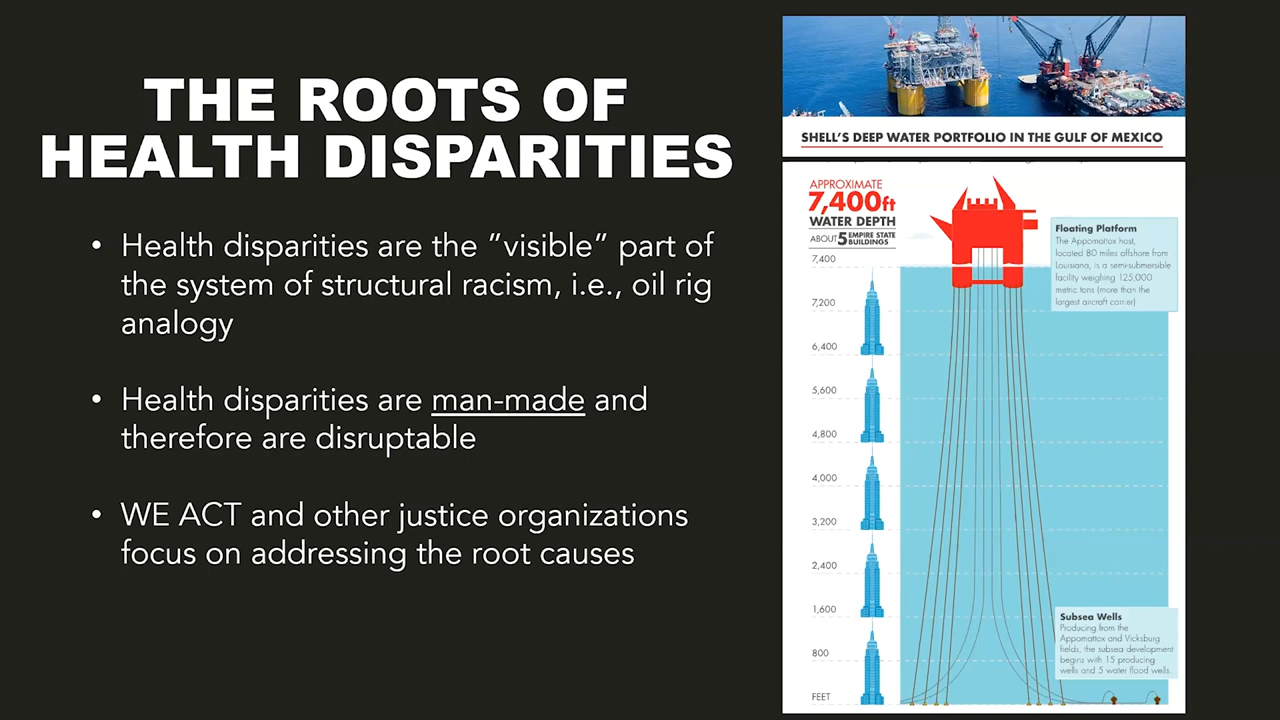 THE ROOTS OF
HEALTH DISPARITIES
• Health disparities are the ”visible” part of
the system of structural racism, i.e., oil rig
analogy
• Health disparities are man-made and
therefore are disruptable
• WE ACT and other justice organizations
focus on addressing the root causes
SHELL'S DEEP WATER PORTFOLIO IN THE GULF OF MEXICO
APPROXIMATE
7,400ft
WATER DEPTH
ABOUT 5 EMPIRE STATE
BUILDINGS
7,400
7,200
6,400
5,600
4,800
4,000
3,200
2,400
1,600
800
FEET
Floating Platform
The Appomattox host,
located 80 miles offshore from
Louisiana, is a semi-submersible
facility weighing 125,000
metric tons (more than the
largest aircraft carrier)
Subsea Wells
Producing from the
Appomattox and Vicksburg
fields, the subsea development
begins with 15 producing
wells and 5 water flood wells